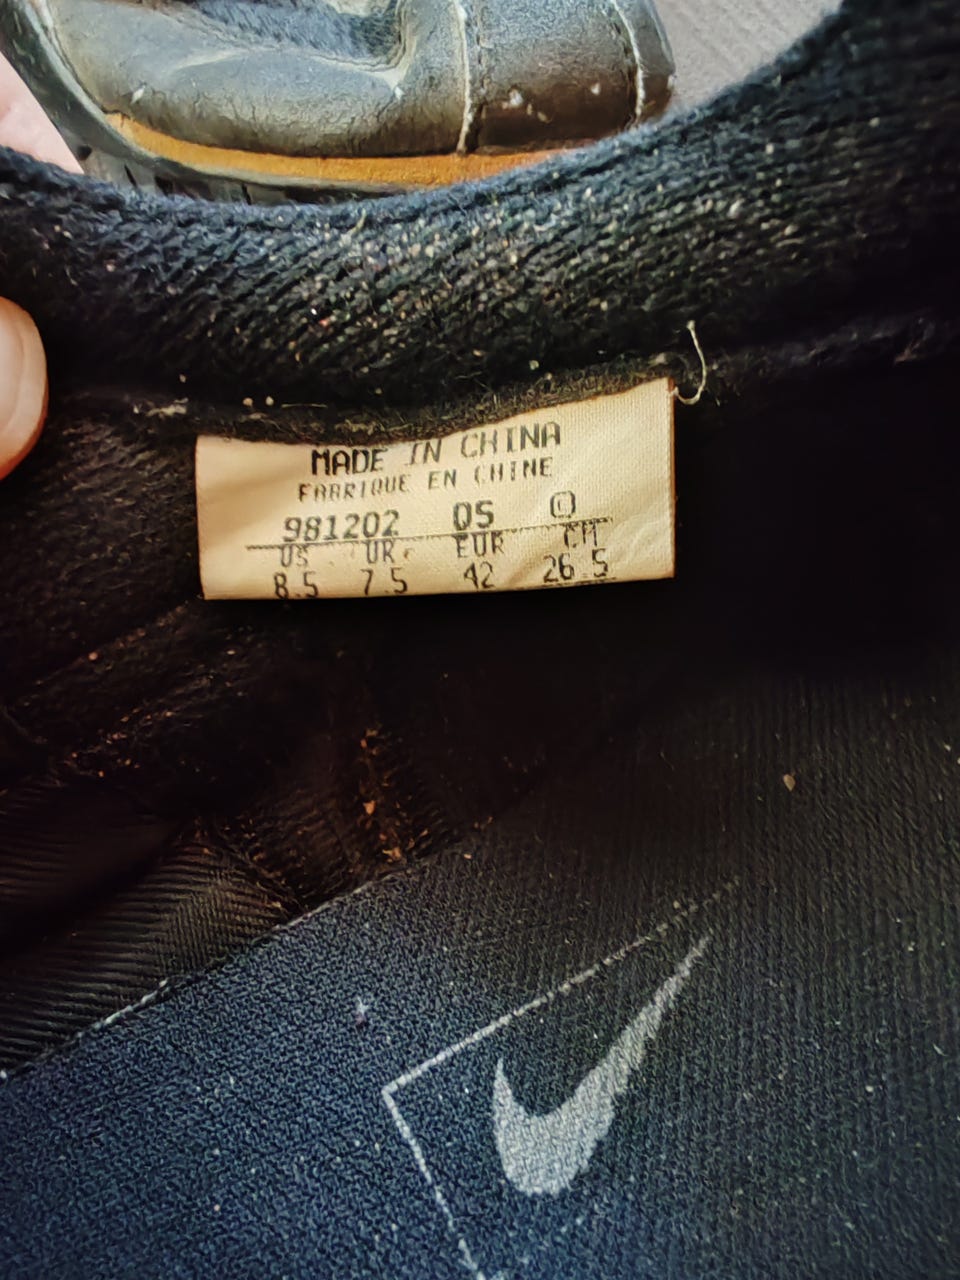 MADE IN CHINA
FABRIQUE EN CHINE
981202 QS ©
US UK EUR CM
8.5 7.5 42 26.5